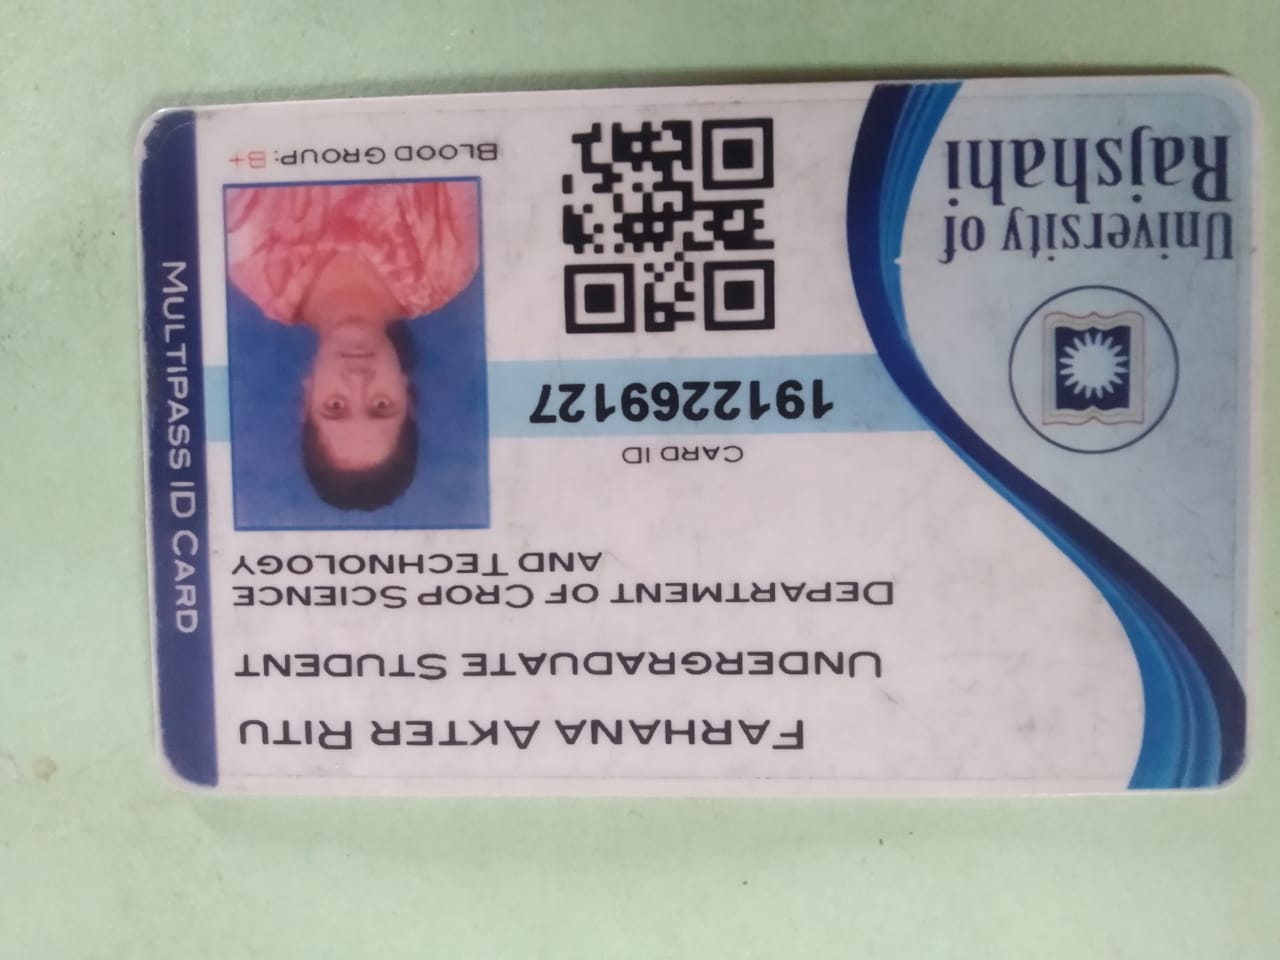 FARHANA AKTER RITU
UNDERGRADUATE STUDENT
DEPARTMENT OF CROP SCIENCE
AND TECHNOLOGY
CARD ID
1912269127
BLOOD GROUP: B+
University of
Rajshahi
MULTIPASS ID CARD